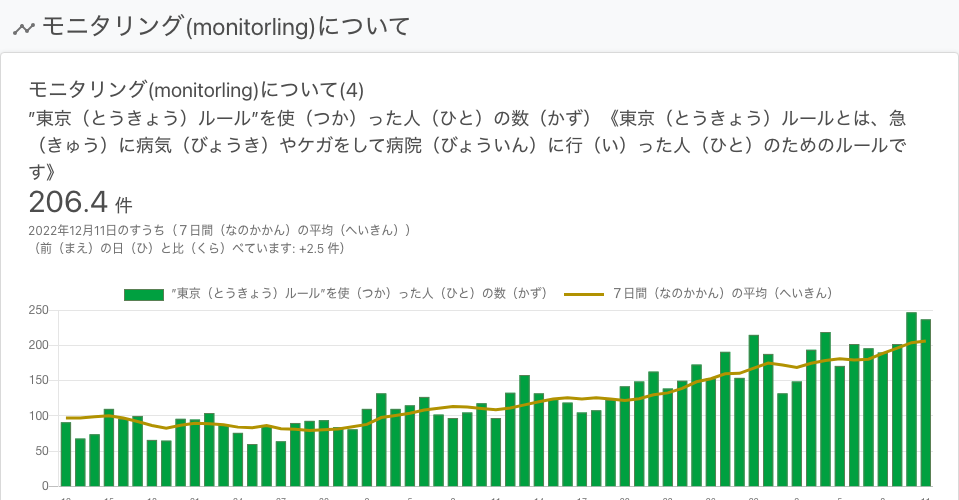 モニタリング(monitorling)について
モニタリング(monitorling)について(4)
”東京（とうきょう）ルール”を使（つか）った人（ひと）の数（かず）《東京（とうきょう）ルールとは、急
（きゅう）に病気（びょうき）やケガをして病院（びょういん）に行（い）った人（ひと）のためのルールで
す》
206.4 件
2022年12月11日のすうち（７日間（なのかかん）の平均（へいきん））
（前（まえ）の日（ひ）と比（くら）べています: +2.5 件）
”東京（とうきょう）ルール”を使（つか）った人（ひと）の数（かず） ７日間（なのかかん）の平均（へいきん）
250
200
150
100
50
0